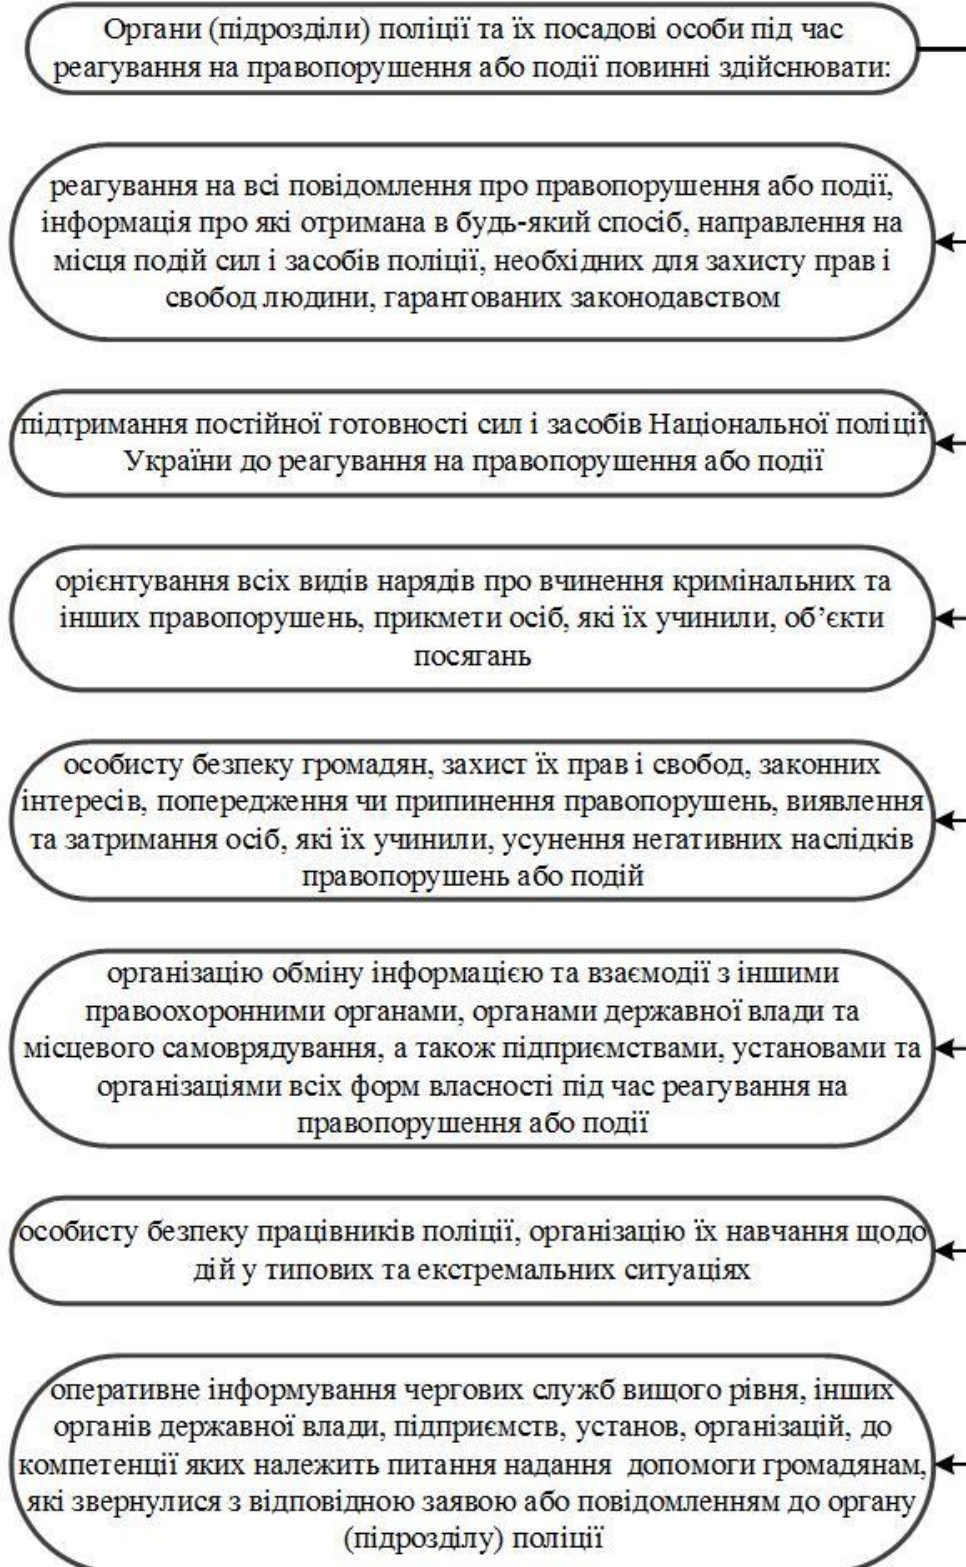 Органи (підрозділи) поліції та їх посадові особи під час
реагування на правопорушення або події повинні здійснювати:
реагування на всі повідомлення про правопорушення або події,
інформація про які отримана в будь-який спосіб, направлення на
місця подій сил і засобів поліції, необхідних для захисту прав і
свобод людини, гарантованих законодавством
підтримання постійної готовності сил і засобів Національної поліції
України до реагування на правопорушення або події
орієнтування всіх видів нарядів про вчинення кримінальних та
інших правопорушень, прикмети осіб, які їх учинили, об’єкти
посягань
особисту безпеку громадян, захист їх прав і свобод, законних
інтересів, попередження чи припинення правопорушень, виявлення
та затримання осіб, які їх учинили, усунення негативних наслідків
правопорушень або подій
організацію обміну інформацією та взаємодії з іншими
правоохоронними органами, органами державної влади та
місцевого самоврядування, а також підприємствами, установами та
організаціями всіх форм власності під час реагування на
правопорушення або події
особисту безпеку працівників поліції, організацію їх навчання щодо
дій у типових та екстремальних ситуаціях
оперативне інформування чергових служб вищого рівня, інших
органів державної влади, підприємств, установ, організацій, до
компетенції яких належить питання надання допомоги громадянам,
які звернулися з відповідною заявою або повідомленням до органу
(підрозділу) поліції